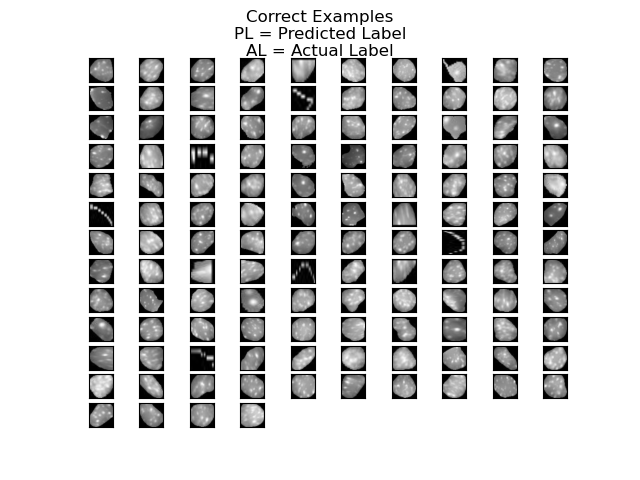 Correct Examples
PL = Predicted Label
AL = Actual Label